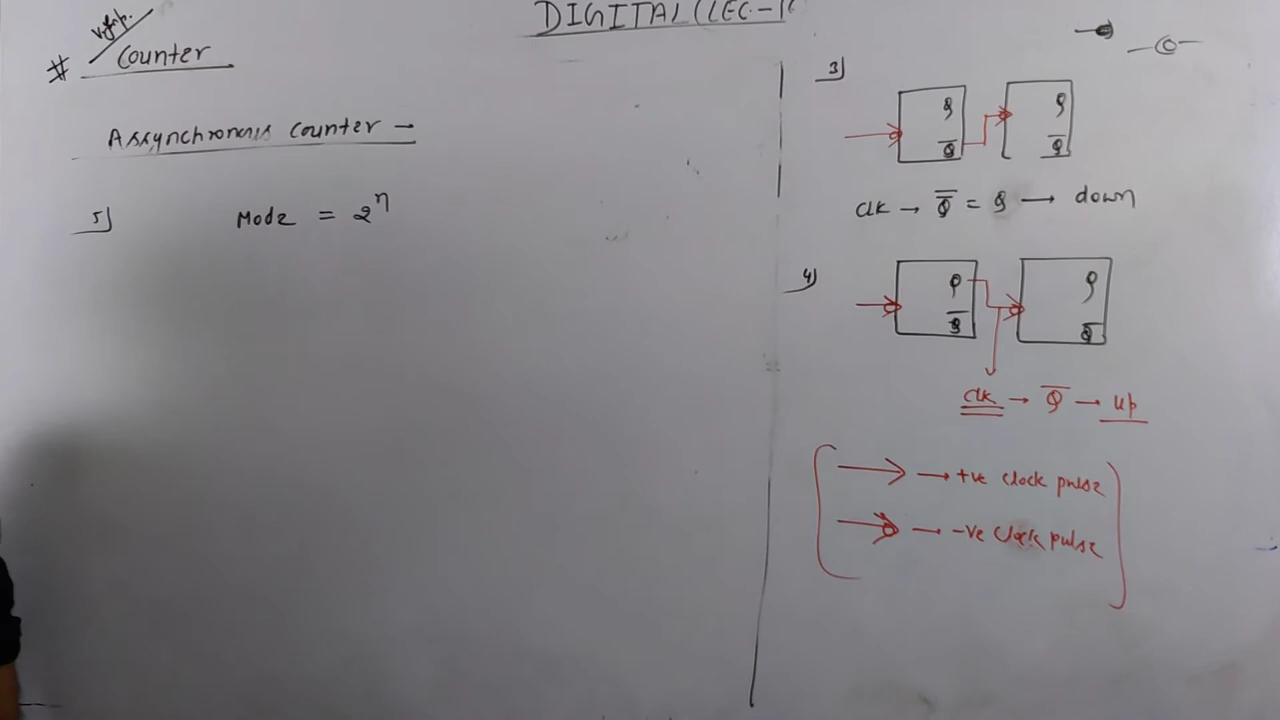 DIGITAL (LEC-1
# Counter
Assynchronous Counter -
5) Mode = 2^n
3)
Q Q
Q̅ Q̅
Clk → Q̿ = Q → down
4)
Q Q
Q̅ Q̅
Clk → Q̅ → up
→ +ve clock pulse
→ -ve clock pulse